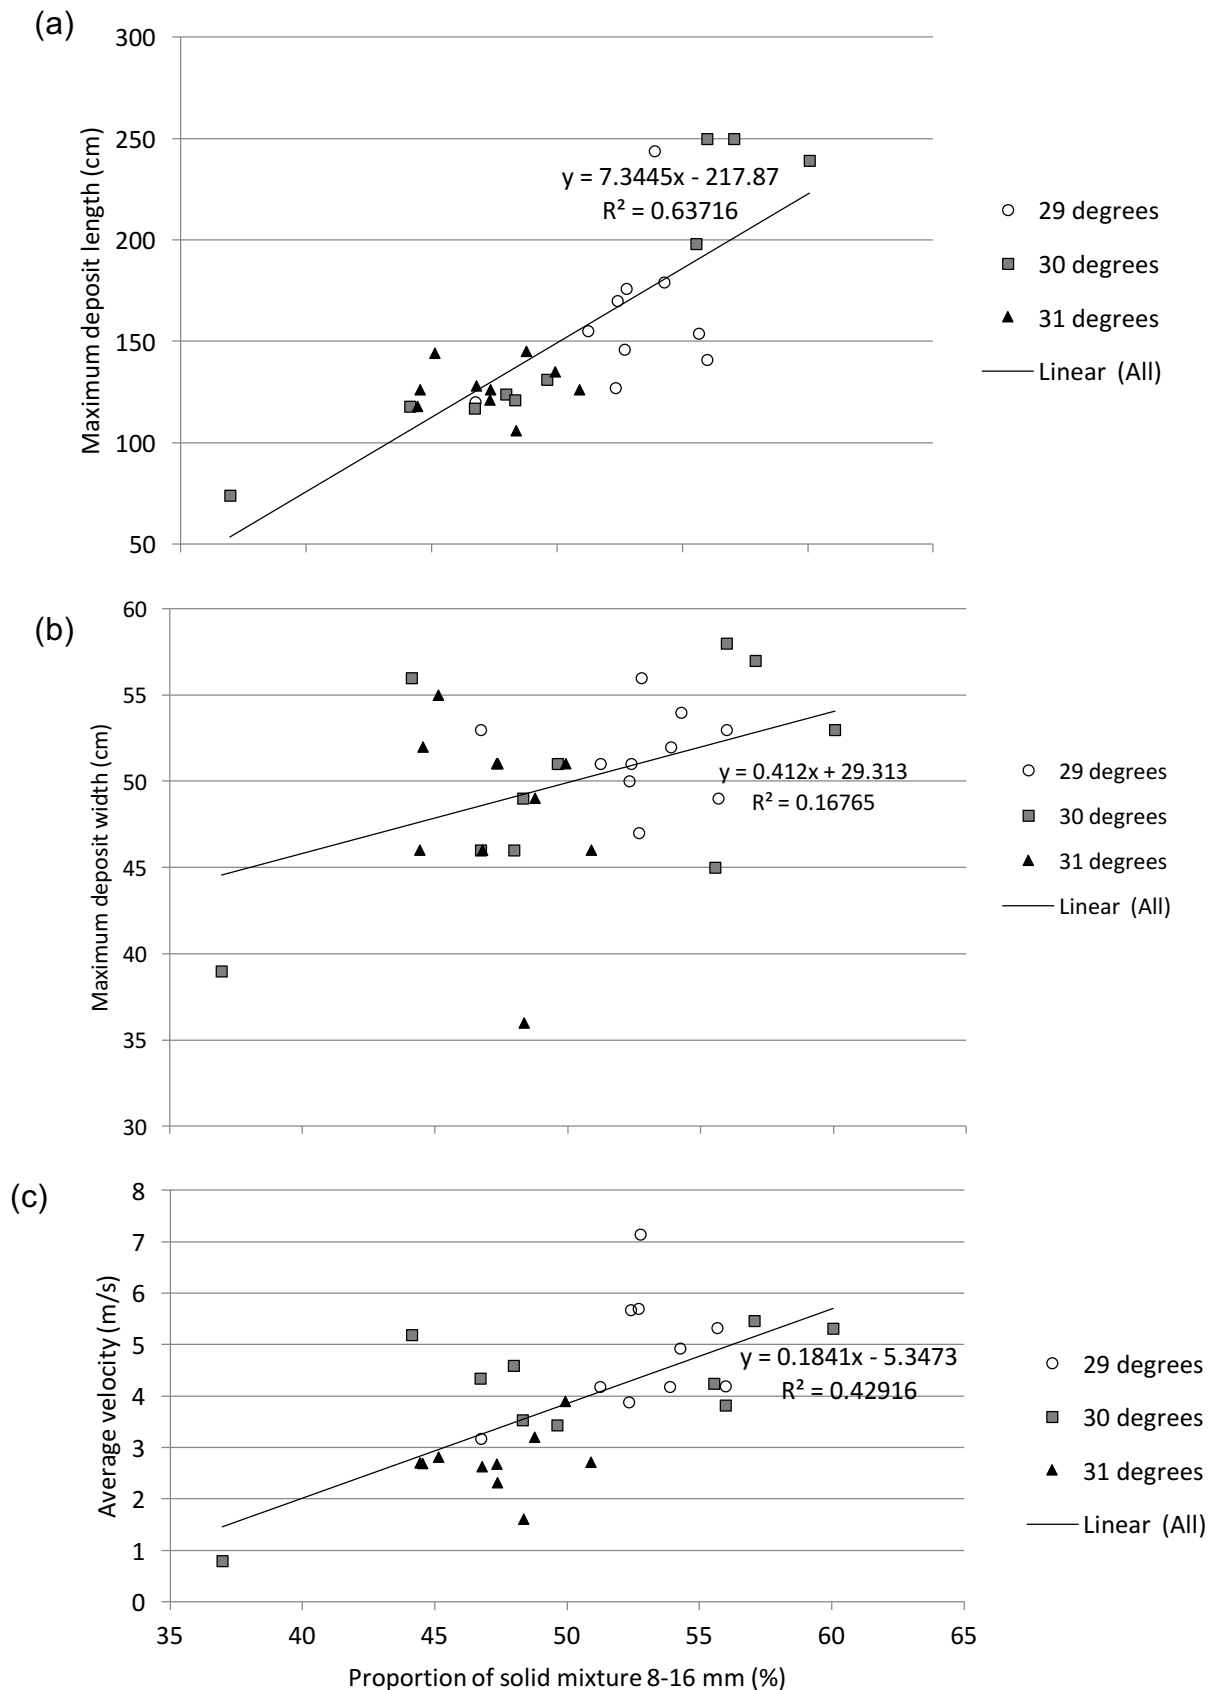 (a)
300
250
200
150
100
50
Maximum deposit length (cm)
y = 7.3445x - 217.87
R² = 0.63716
29 degrees
30 degrees
31 degrees
Linear (All)
(b)
60
55
50
45
40
35
30
Maximum deposit width (cm)
y = 0.412x + 29.313
R² = 0.16765
29 degrees
30 degrees
31 degrees
Linear (All)
(c)
8
7
6
5
4
3
2
1
0
Average velocity (m/s)
y = 0.1841x - 5.3473
R² = 0.42916
29 degrees
30 degrees
31 degrees
Linear (All)
35 40 45 50 55 60 65
Proportion of solid mixture 8-16 mm (%)